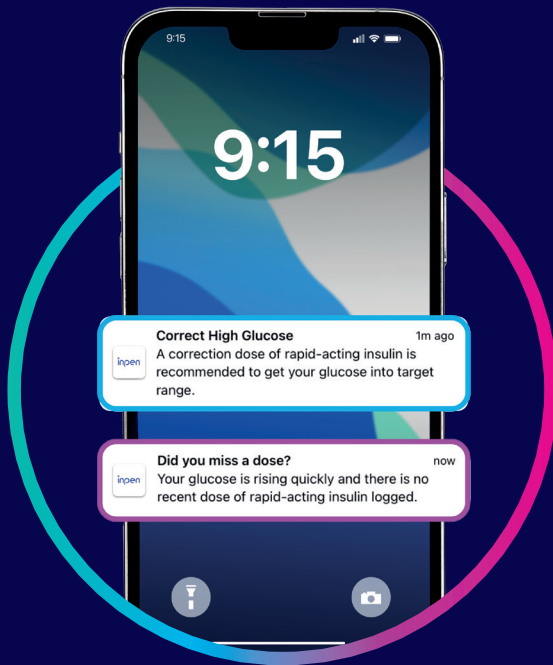 9:15
9:15
Correct High Glucose 1m ago
inpen
A correction dose of rapid-acting insulin is
recommended to get your glucose into target
range.
Did you miss a dose? now
inpen
Your glucose is rising quickly and there is no
recent dose of rapid-acting insulin logged.